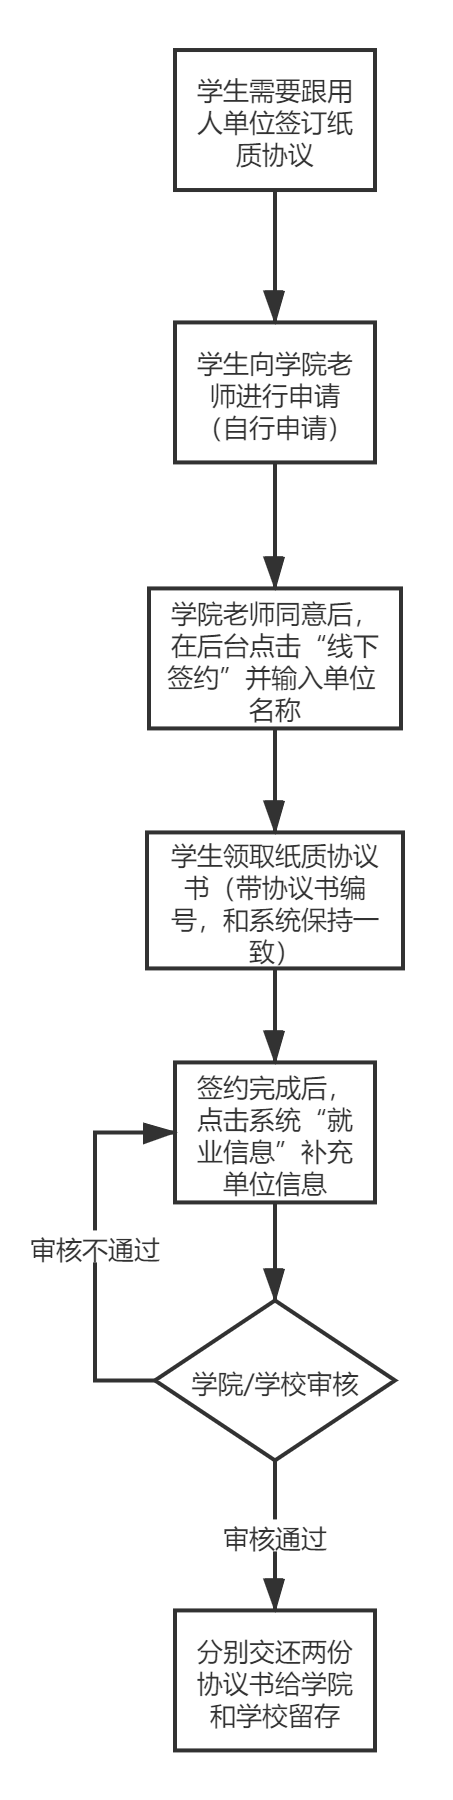 学生需要跟用
人单位签订纸
质协议
学生向学院老
师进行申请
（自行申请）
学院老师同意后，
在后台点击“线下
签约”并输入单位
名称
学生领取纸质协议
书（带协议书编
号，和系统保持一
致）
签约完成后，
点击系统“就
业信息”补充
单位信息
审核不通过
学院/学校审核
审核通过
分别交还两份
协议书给学院
和学校留存